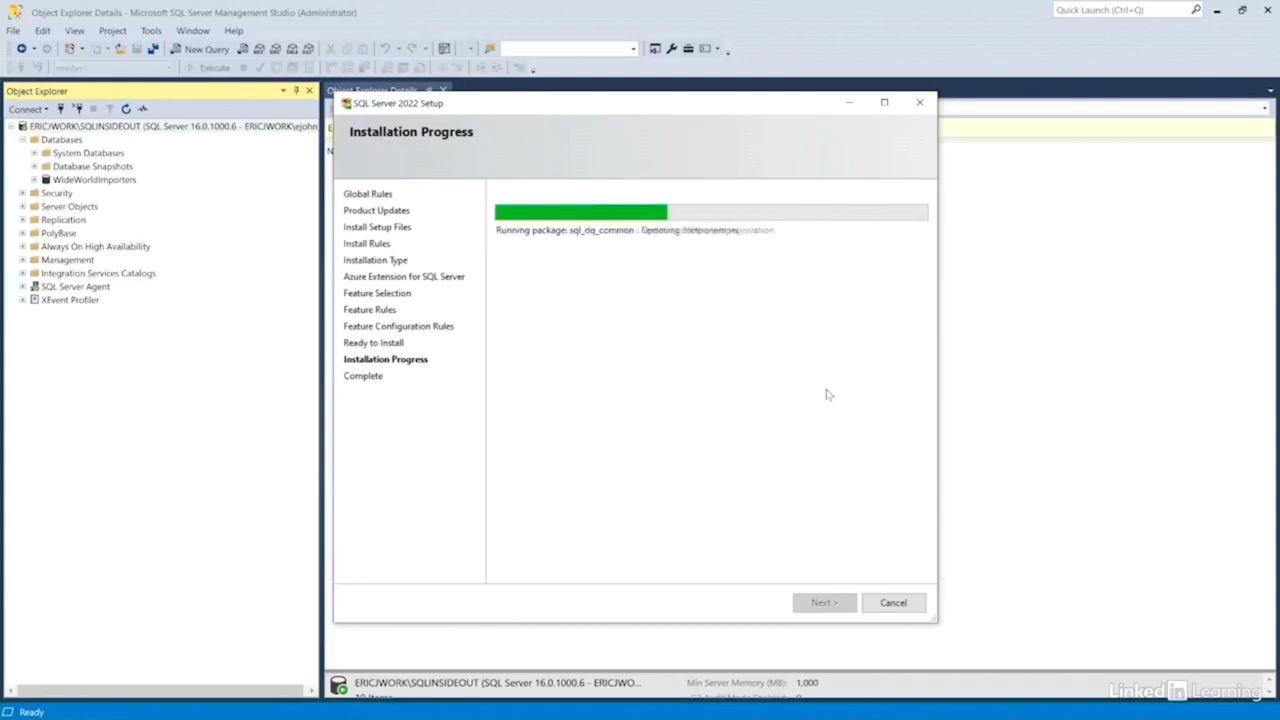 Object Explorer Details - Microsoft SQL Server Management Studio (Administrator)
Quick Launch (Ctrl+Q)
File Edit View Project Tools Window Help
New Query
master
Execute
Object Explorer
Object Explorer Details
Connect
ERICJWORK\SQLINSIDEOUT (SQL Server 16.0.1000.6 - ERICJWORK\ejohn
Databases
System Databases
Database Snapshots
WideWorldImporters
Security
Server Objects
Replication
PolyBase
Always On High Availability
Management
Integration Services Catalogs
SQL Server Agent
XEvent Profiler
SQL Server 2022 Setup
Installation Progress
Global Rules
Product Updates
Install Setup Files
Install Rules
Installation Type
Azure Extension for SQL Server
Feature Selection
Feature Rules
Feature Configuration Rules
Ready to Install
Installation Progress
Complete
Running package: sql_dq_common :
Next >
Cancel
ERICJWORK\SQLINSIDEOUT (SQL Server 16.0.1000.6 - ERICJWO...
Min Server Memory (MB): 1,000
Linked in Learning
Ready